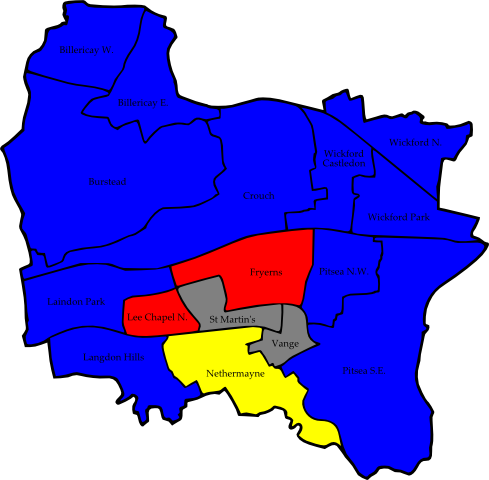 Billericay W.
Billericay E.
Wickford N.
Wickford
Castledon
Burstead
Crouch
Wickford Park
Fryerns
Pitsea N.W.
Laindon Park
Lee Chapel N.
St Martin's
Vange
Langdon Hills
Nethermayne
Pitsea S.E.